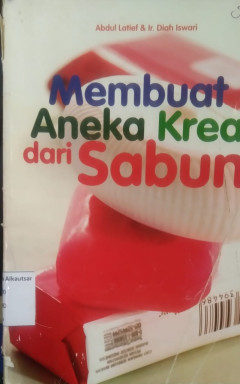 Abdul Latief & Ir. Diah Iswari
Membuat
Aneka Krea
dari Sabun
Alkautsar